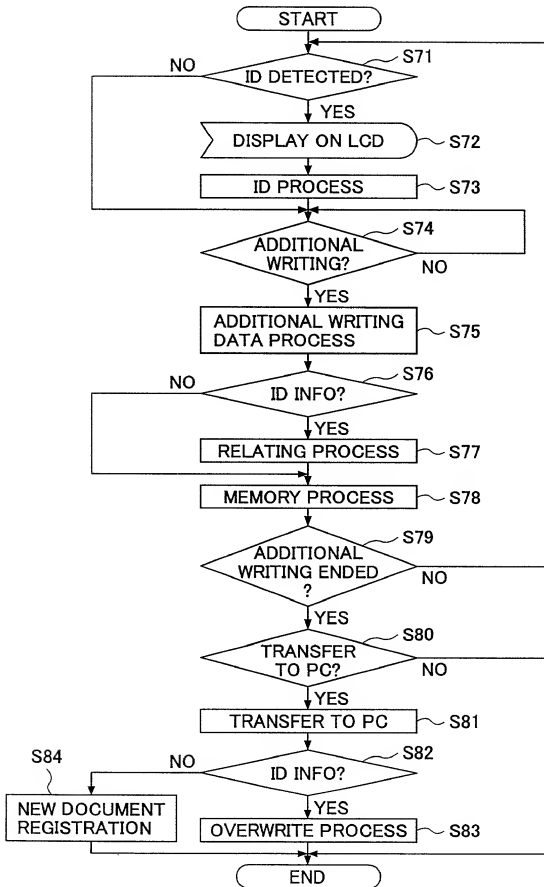 START
S71
NO
ID DETECTED?
YES
DISPLAY ON LCD
S72
ID PROCESS
S73
S74
ADDITIONAL
WRITING?
NO
YES
ADDITIONAL WRITING
DATA PROCESS
S75
S76
NO
ID INFO?
YES
RELATING PROCESS
S77
MEMORY PROCESS
S78
S79
ADDITIONAL
WRITING ENDED
?
NO
YES
S80
TRANSFER
TO PC?
NO
YES
TRANSFER TO PC
S81
S82
NO
ID INFO?
S84
YES
NEW DOCUMENT
REGISTRATION
OVERWRITE PROCESS
S83
END